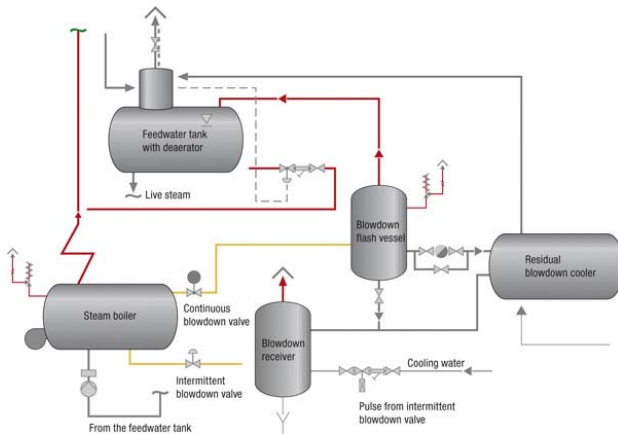 Feedwater tank
with deaerator
Live steam
Blowdown
flash vessel
Residual
blowdown cooler
Steam boiler
Continuous
blowdown valve
Blowdown
receiver
Cooling water
Intermittent
blowdown valve
Pulse from intermittent
blowdown valve
From the feedwater tank